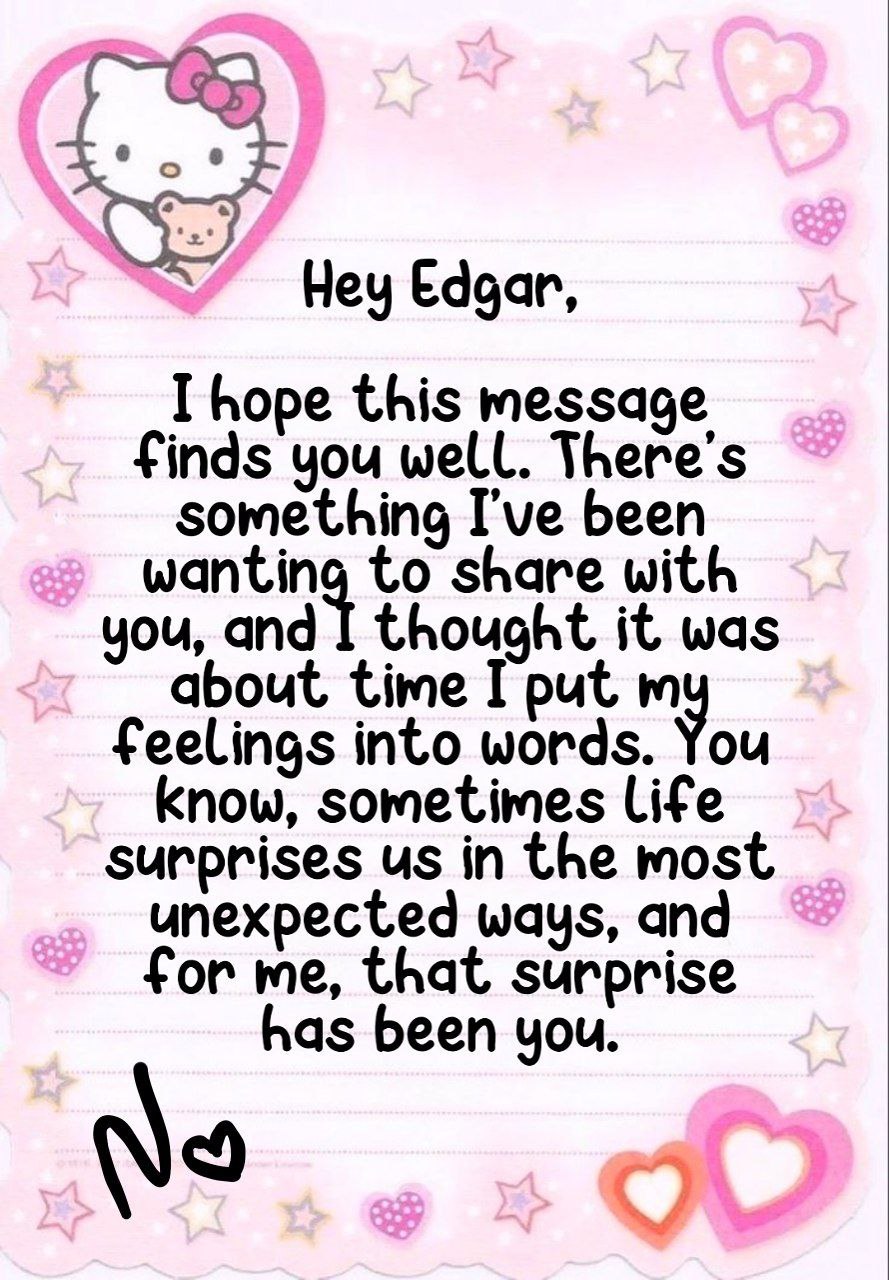 Hey Edgar,
I hope this message
finds you well. There's
something I've been
wanting to share with
you, and I thought it was
about time I put my
feelings into words. You
know, sometimes life
surprises us in the most
unexpected ways, and
for me, that surprise
has been you.
N